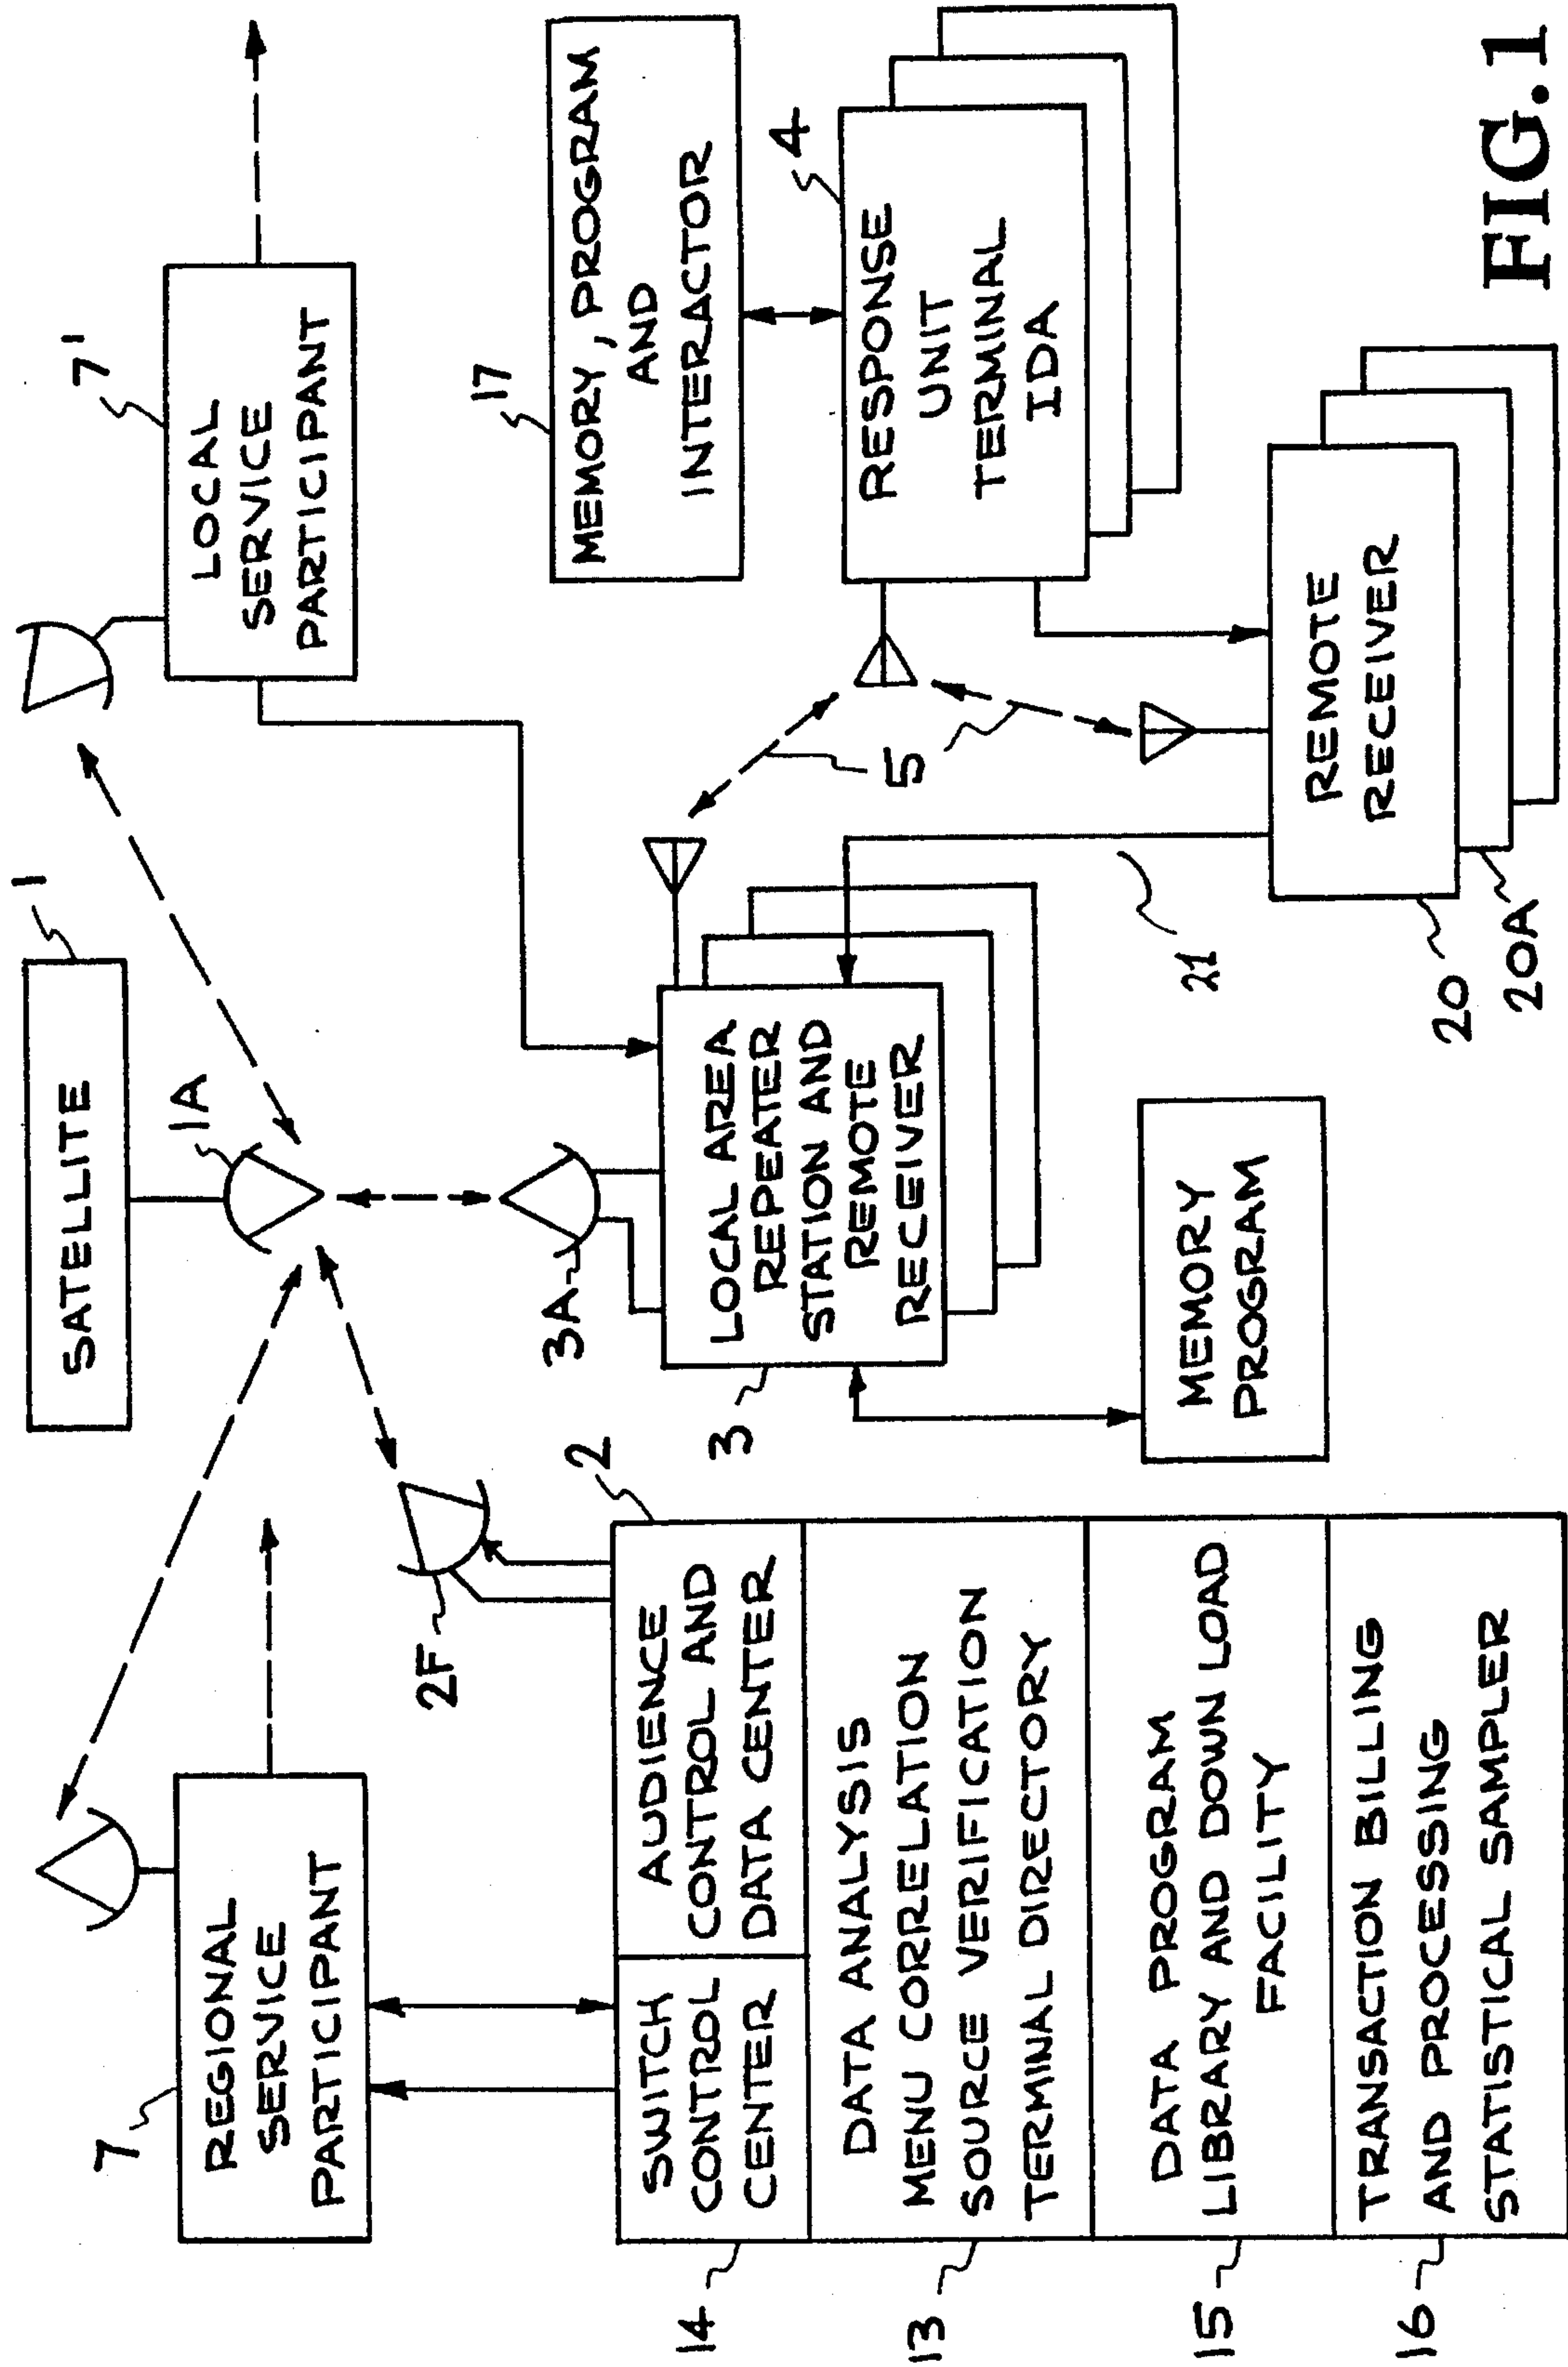 SATELLITE
1
1A
7
REGIONAL
SERVICE
PARTICIPANT
7'
LOCAL
SERVICE
PARTICIPANT
2F
2
3A
3
LOCAL AREA
REPEATER
STATION AND
REMOTE
RECEIVER
17
MEMORY, PROGRAM
AND
INTERACTOR
4
RESPONSE
UNIT
TERMINAL
IDA
5
14
SWITCH
CONTROL
CENTER
AUDIENCE
CONTROL AND
DATA CENTER
13
DATA ANALYSIS
MENU CORRELATION
SOURCE VERIFICATION
TERMINAL DIRECTORY
15
DATA PROGRAM
LIBRARY AND DOWN LOAD
FACILITY
16
TRANSACTION BILLING
AND PROCESSING
STATISTICAL SAMPLER
MEMORY
PROGRAM
21
20
20A
REMOTE
RECEIVER
FIG.1